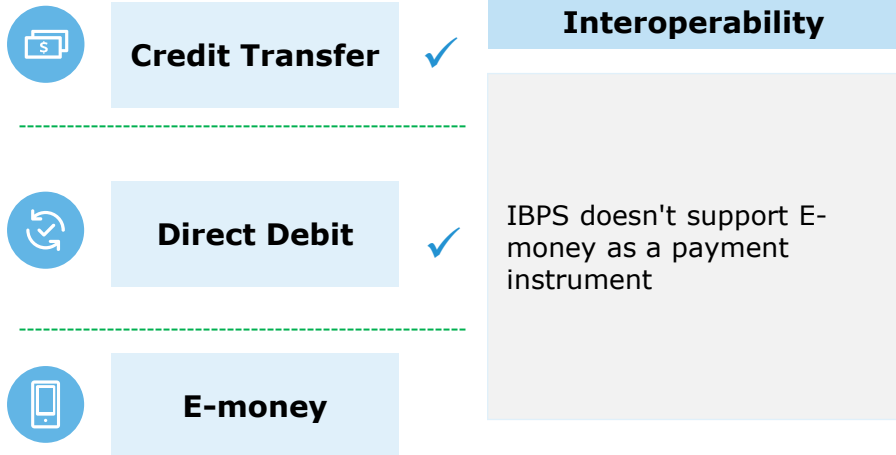 Credit Transfer
Direct Debit
E-money
Interoperability
IBPS doesn't support E-
money as a payment
instrument